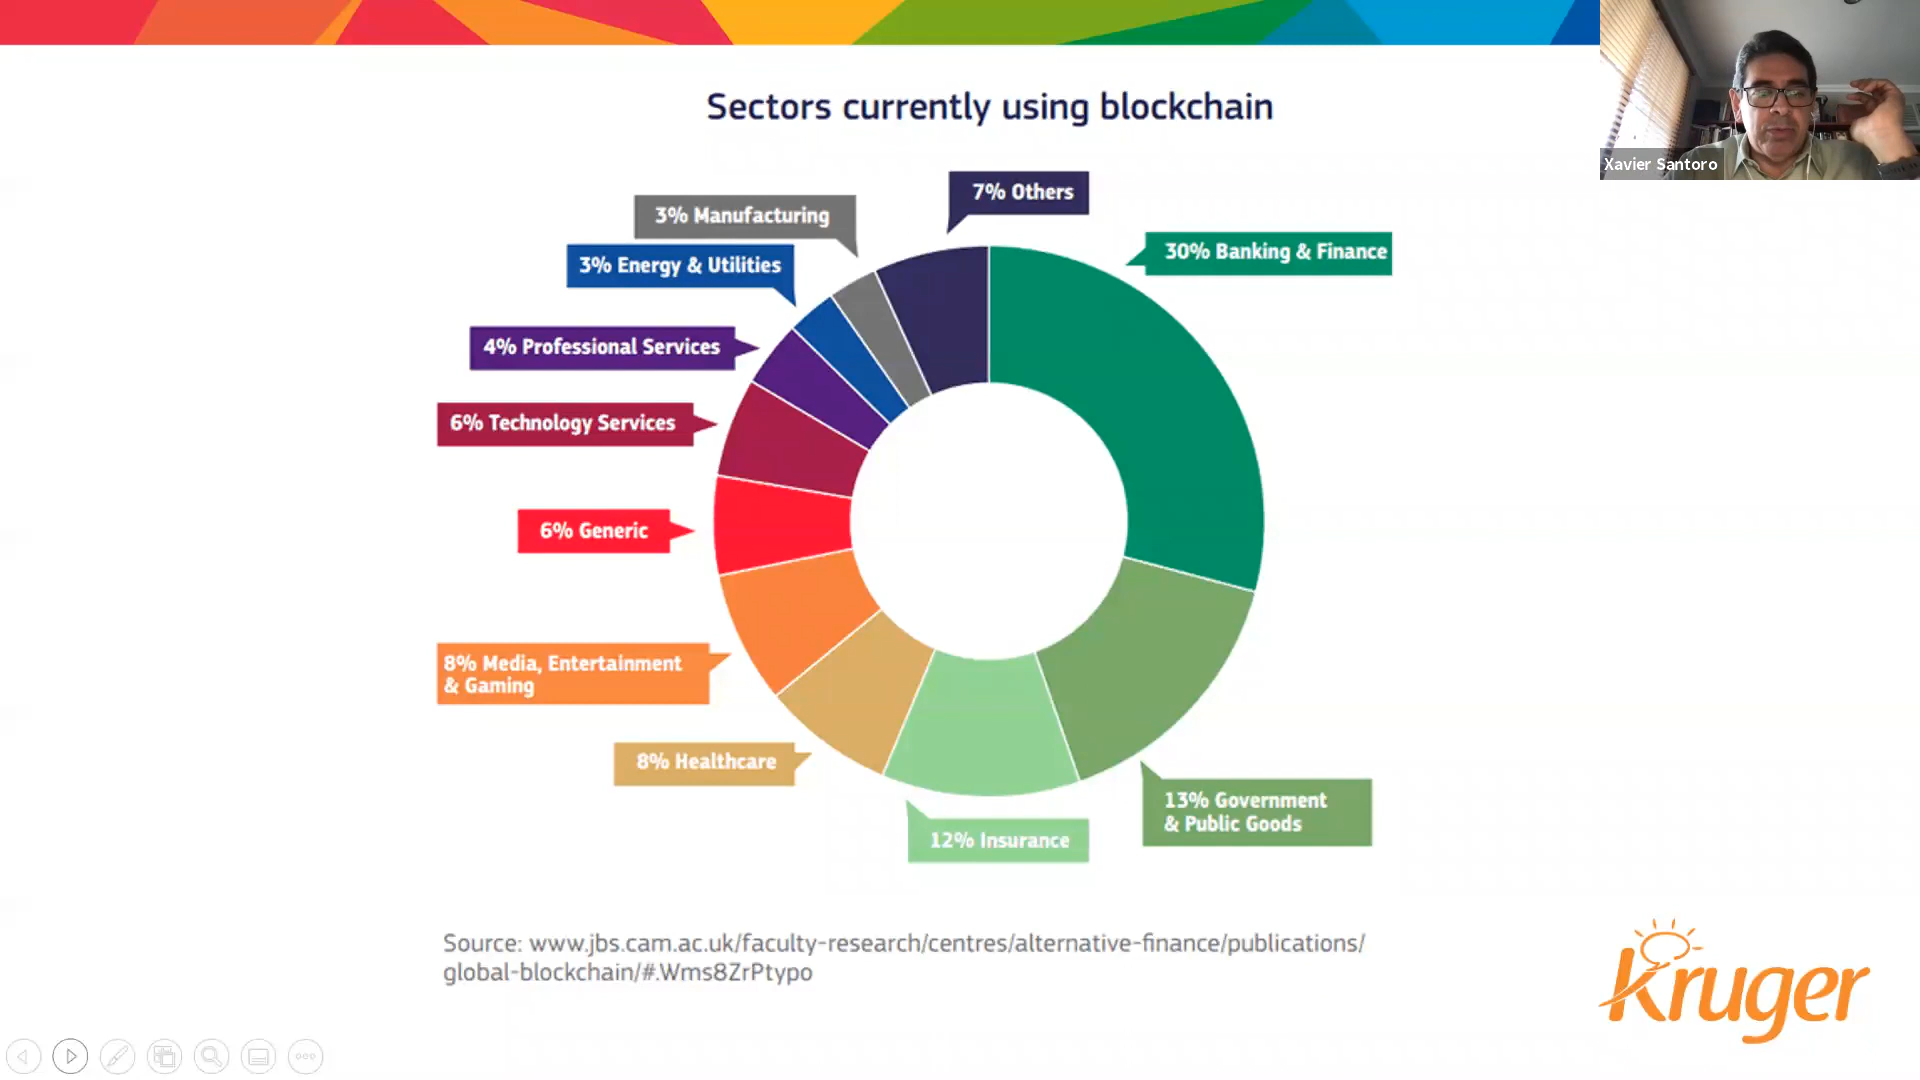 Sectors currently using blockchain
Xavier Santoro
7% Others
3% Manufacturing
30% Banking & Finance
3% Energy & Utilities
4% Professional Services
6% Technology Services
6% Generic
8% Media, Entertainment
& Gaming
8% Healthcare
13% Government
& Public Goods
12% Insurance
Source: www.jbs.cam.ac.uk/faculty-research/centres/alternative-finance/publications/
global-blockchain/#.Wms8ZrPtypo
Kruger